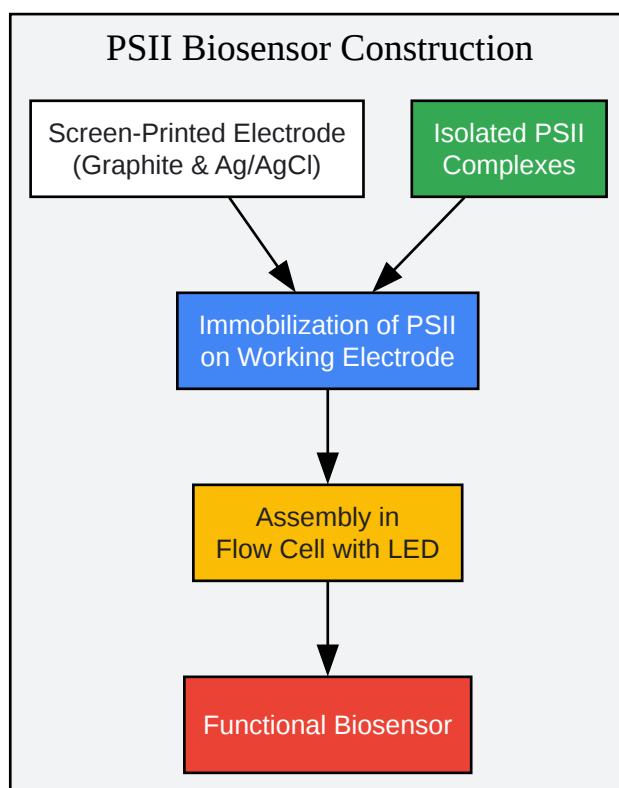 PSII Biosensor Construction
Screen-Printed Electrode
(Graphite & Ag/AgCl)
Isolated PSII
Complexes
Immobilization of PSII
on Working Electrode
Assembly in
Flow Cell with LED
Functional Biosensor